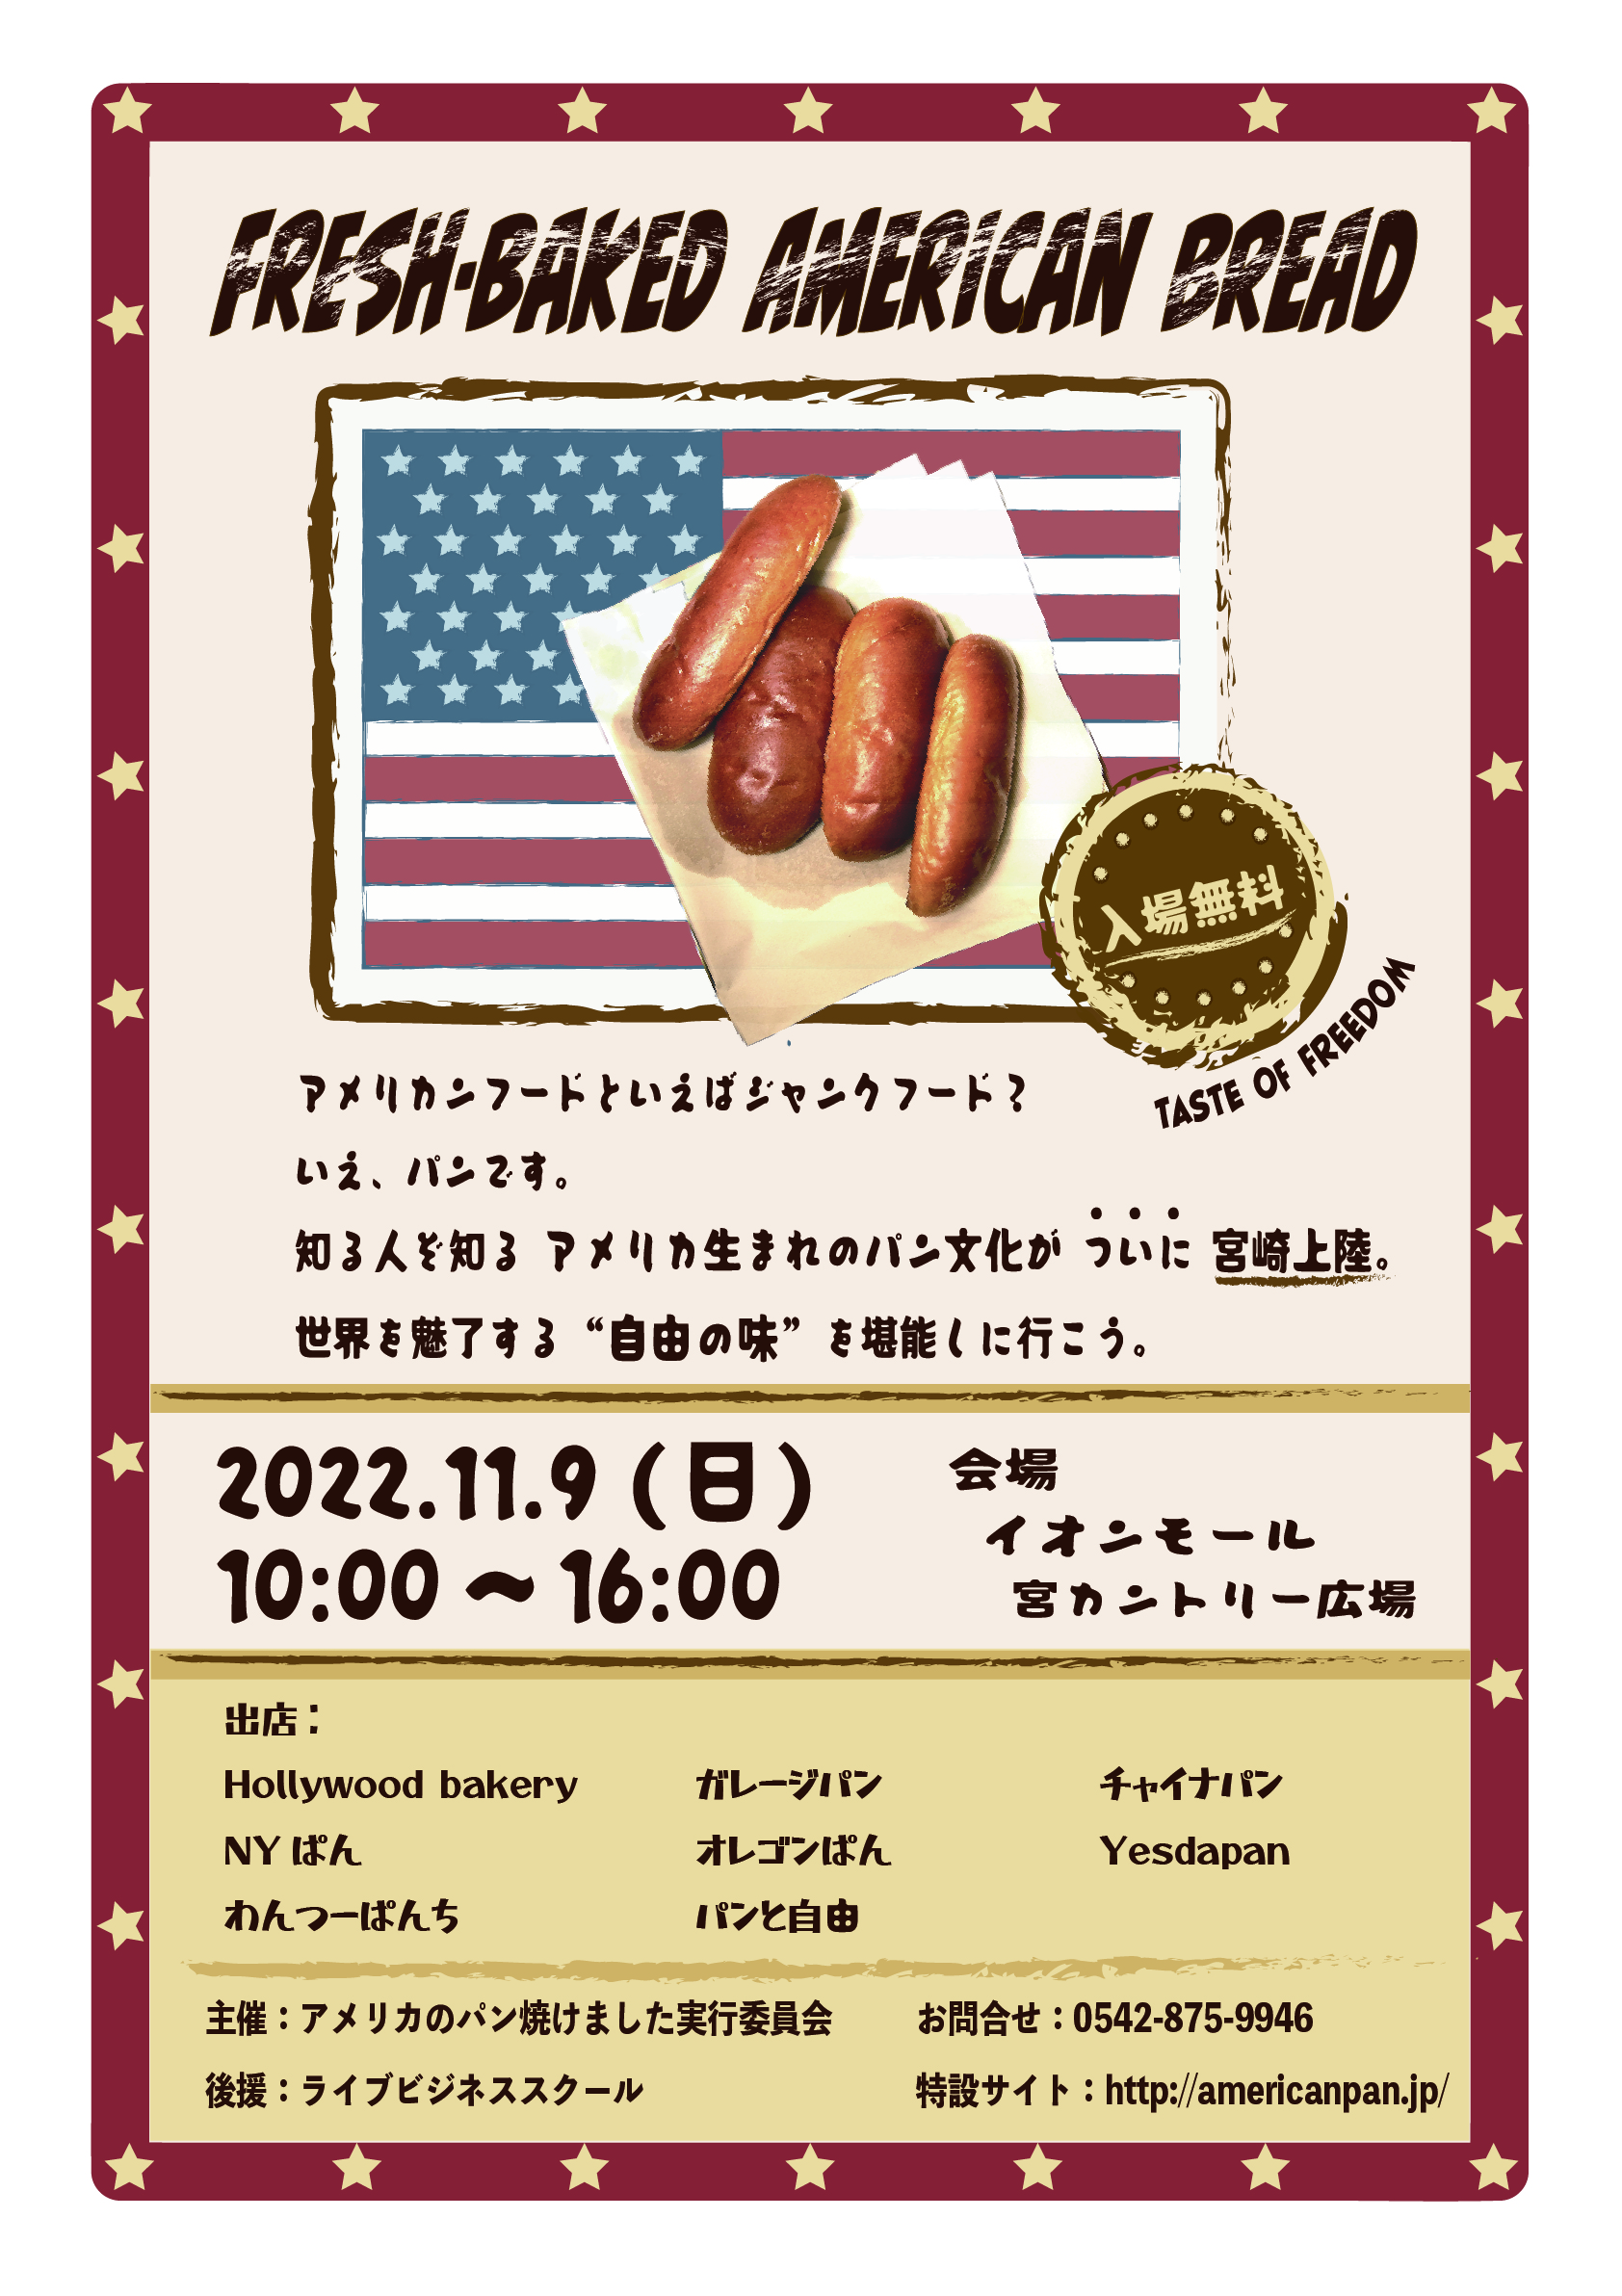 FRESH-BAKED AMERICAN BREAD
入場無料
TASTE OF FREEDOM
アメリカンフードといえばジャンクフード？
いえ、パンです。
知る人ぞ知る アメリカ生まれのパン文化が ついに 宮崎上陸。
世界を魅了する “自由の味” を堪能しに行こう。
2022.11.9（日）
10:00～16:00
会場
イオンモール
宮カントリー広場
出店：
Hollywood bakery ガレージパン チャイナパン
NYぱん オレゴンぱん Yesdapan
わんつーぱんち パンと自由
主催：アメリカのパン焼けました実行委員会 お問合せ：0542-875-9946
後援：ライブビジネススクール 特設サイト：http://americanpan.jp/